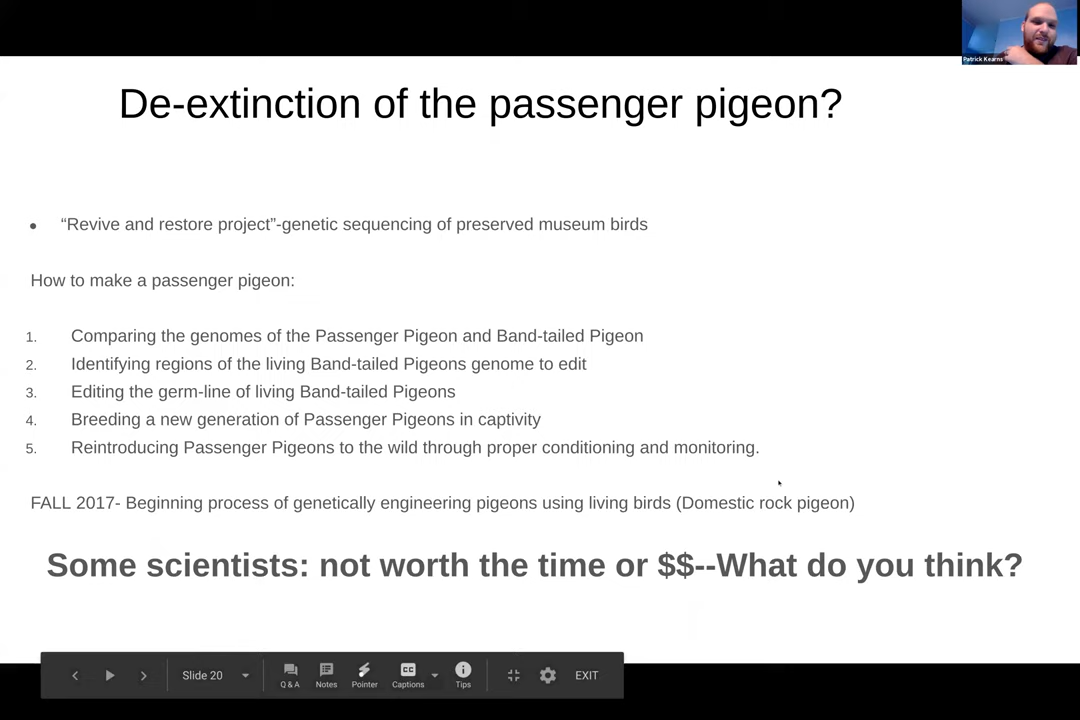 Patrick Kearns
De-extinction of the passenger pigeon?
● “Revive and restore project”-genetic sequencing of preserved museum birds
How to make a passenger pigeon:
1. Comparing the genomes of the Passenger Pigeon and Band-tailed Pigeon
2. Identifying regions of the living Band-tailed Pigeons genome to edit
3. Editing the germ-line of living Band-tailed Pigeons
4. Breeding a new generation of Passenger Pigeons in captivity
5. Reintroducing Passenger Pigeons to the wild through proper conditioning and monitoring.
FALL 2017- Beginning process of genetically engineering pigeons using living birds (Domestic rock pigeon)
Some scientists: not worth the time or $$--What do you think?
Slide 20 Q & A Notes Pointer CC Captions Tips EXIT